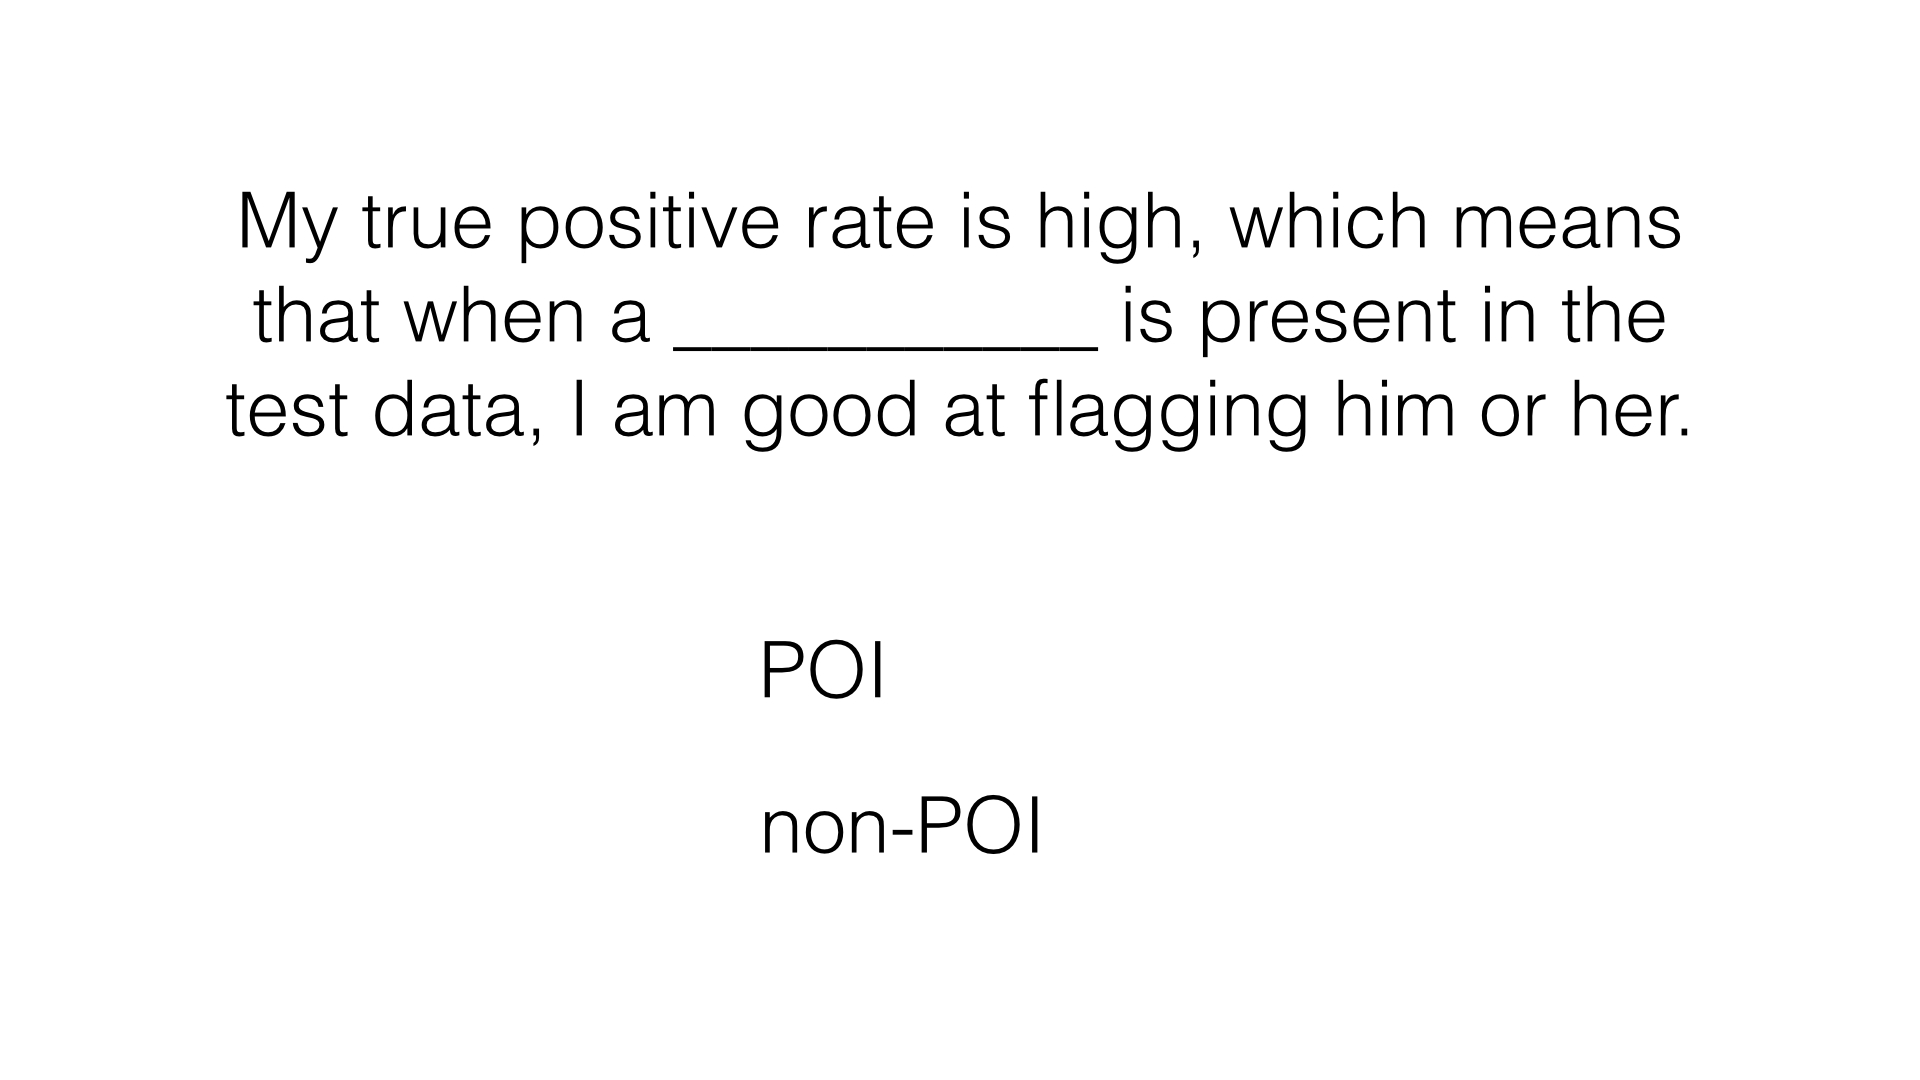 My true positive rate is high, which means
that when a ___________ is present in the
test data, I am good at flagging him or her.
POI
non-POI